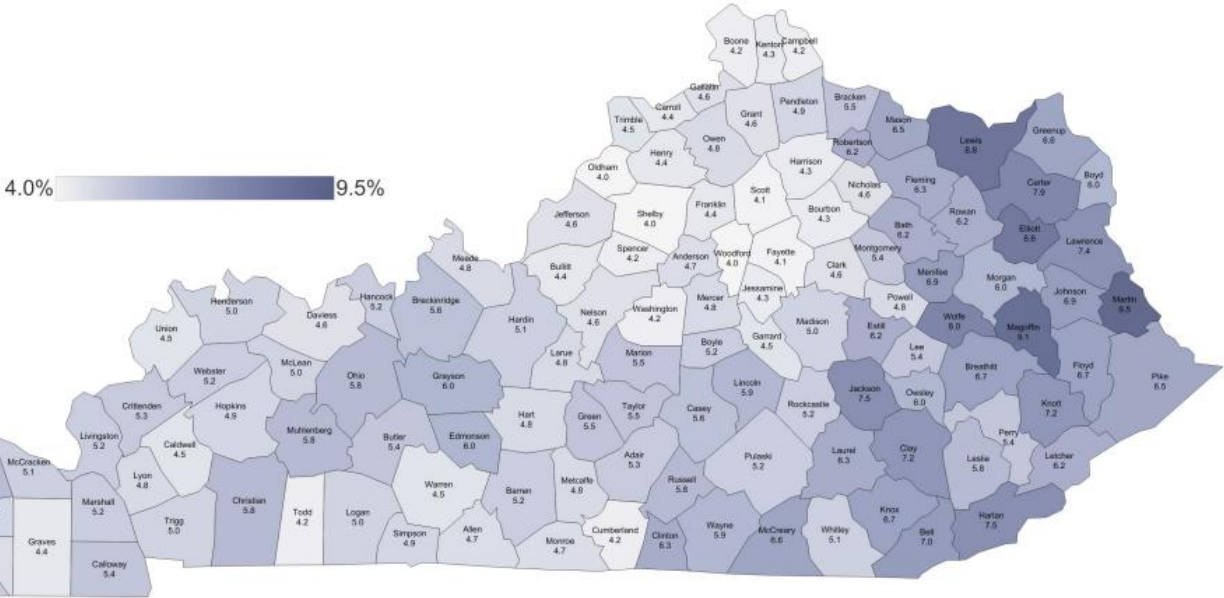 Boone
4.2
Kenton
4.3
Campbell
4.2
Gallatin
4.6
Carroll
4.4
Trimble
4.5
Owen
4.8
Grant
4.6
Pendleton
4.9
Bracken
5.5
Mason
6.5
Robertson
6.2
Lewis
8.8
Greenup
6.6
Boyd
6.0
Carter
7.9
Henry
4.4
Oldham
4.0
Harrison
4.3
Nicholas
4.6
Fleming
6.3
Rowan
6.2
Elliott
8.6
Lawrence
7.4
4.0%
9.5%
Jefferson
4.6
Shelby
4.0
Franklin
4.4
Scott
4.1
Bourbon
4.3
Bath
6.2
Montgomery
5.4
Menifee
6.9
Morgan
6.0
Johnson
6.9
Martin
9.5
Meade
4.8
Bullitt
4.4
Spencer
4.2
Anderson
4.7
Woodford
4.0
Fayette
4.1
Clark
4.6
Jessamine
4.3
Powell
4.8
Wolfe
8.0
Magoffin
9.1
Henderson
5.0
Union
4.5
Daviess
4.6
Hancock
5.2
Breckinridge
5.6
Hardin
5.1
Nelson
4.6
Washington
4.2
Mercer
4.8
Garrard
4.5
Madison
5.0
Estill
6.2
Lee
5.4
Breathitt
6.7
Floyd
6.7
Pike
6.5
Webster
5.2
McLean
5.0
Ohio
5.8
Grayson
6.0
Larue
4.8
Marion
5.5
Boyle
5.2
Lincoln
5.9
Rockcastle
5.2
Jackson
7.5
Owsley
6.0
Knott
7.2
Crittenden
5.3
Hopkins
4.9
Muhlenberg
5.8
Butler
5.4
Edmonson
6.0
Hart
4.8
Green
5.5
Taylor
5.5
Casey
5.6
Pulaski
5.2
Laurel
6.3
Clay
7.2
Leslie
5.8
Perry
5.4
Letcher
6.2
Livingston
5.2
McCracken
5.1
Caldwell
4.5
Lyon
4.8
Marshall
5.2
Trigg
5.0
Christian
5.8
Todd
4.2
Logan
5.0
Warren
4.5
Simpson
4.9
Allen
4.7
Barren
5.2
Metcalfe
4.8
Adair
5.3
Russell
5.8
Monroe
4.7
Cumberland
4.2
Clinton
6.3
Wayne
5.9
McCreary
6.6
Whitley
5.1
Knox
6.7
Bell
7.0
Harlan
7.5
Graves
4.4
Calloway
5.4